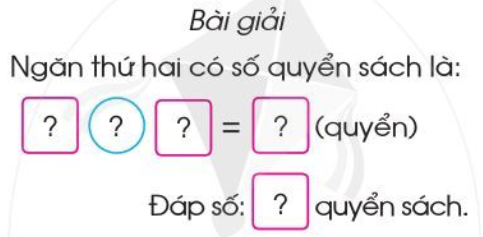 Bài giải
Ngăn thứ hai có số quyển sách là:
? ? ? = ? (quyển)
Đáp số: ? quyển sách.